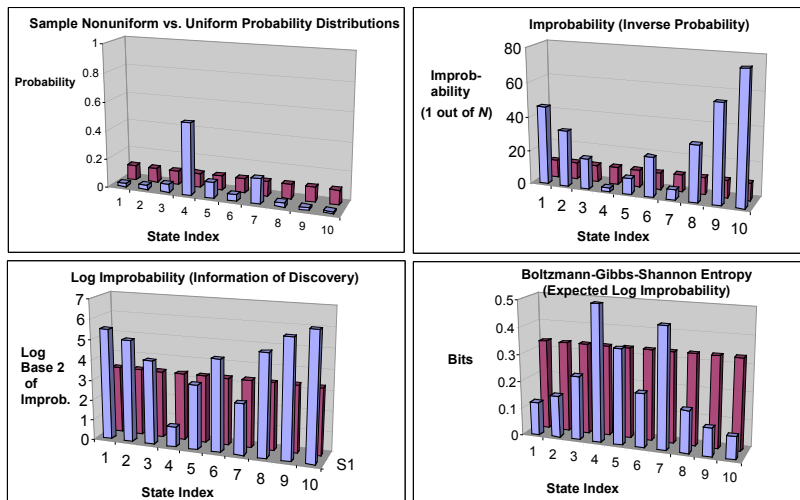 Sample Nonuniform vs. Uniform Probability Distributions
1
0.8
0.6
0.4
0.2
0
Probability
1 2 3 4 5 6 7 8 9 10
State Index
Improbability (Inverse Probability)
80
60
40
20
0
Improb-
ability
(1 out of N)
1 2 3 4 5 6 7 8 9 10
State Index
Log Improbability (Information of Discovery)
7
6
5
4
3
2
1
0
Log
Base 2
of
Improb.
1 2 3 4 5 6 7 8 9 10
S1
State Index
Boltzmann-Gibbs-Shannon Entropy
(Expected Log Improbability)
0.5
0.4
0.3
0.2
0.1
0
Bits
1 2 3 4 5 6 7 8 9 10
State Index